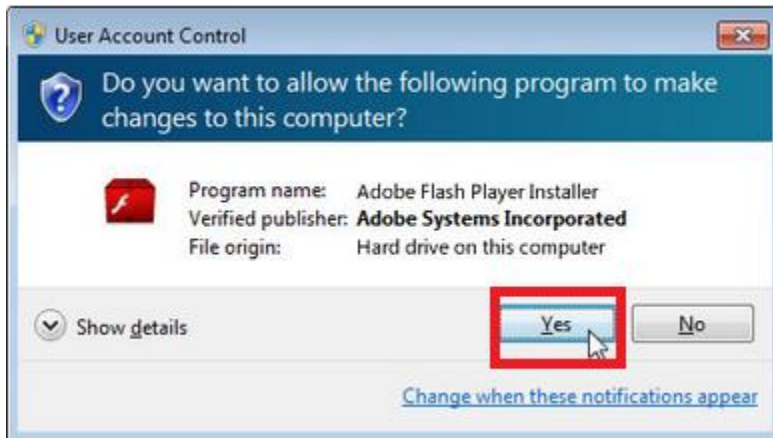 User Account Control
Do you want to allow the following program to make
changes to this computer?
Program name: Adobe Flash Player Installer
Verified publisher: Adobe Systems Incorporated
File origin: Hard drive on this computer
Show details
Yes
No
Change when these notifications appear